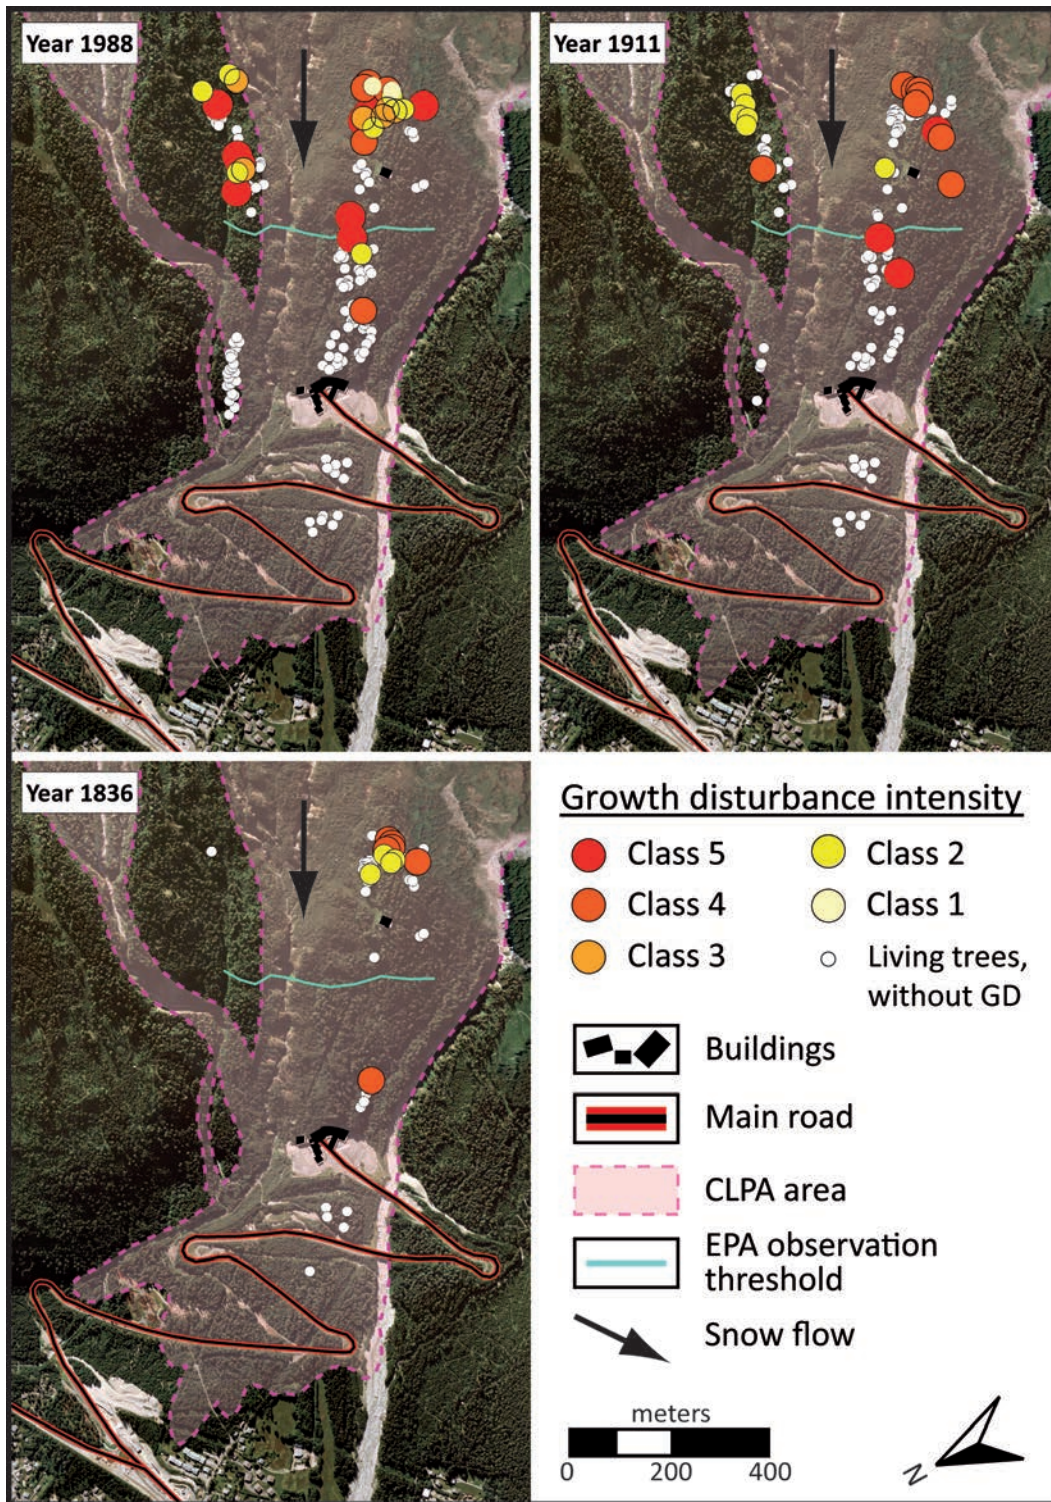 Year 1988
Year 1911
Year 1836
Growth disturbance intensity
Class 5
Class 2
Class 4
Class 1
Class 3
Living trees,
without GD
Buildings
Main road
CLPA area
EPA observation
threshold
Snow flow
meters
0 200 400
N